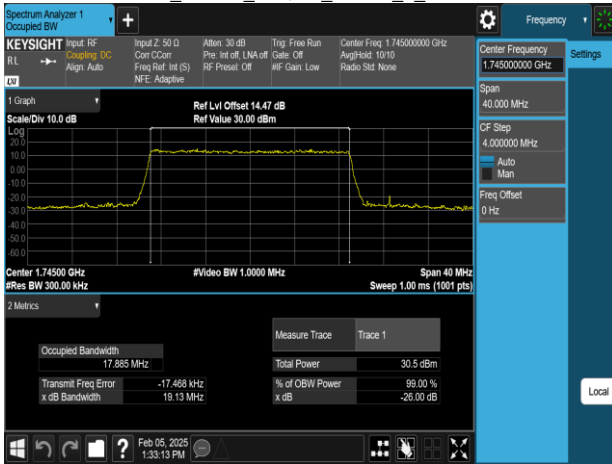 Spectrum Analyzer 1
Occupied BW
Frequency
KEYSIGHT
RL
LXI
Input: RF
Coupling: DC
Align: Auto
Input Z: 50 Ω
Corr CCorr
Freq Ref: Int (S)
NFE: Adaptive
Atten: 30 dB
Pre: Int off, LNA off
RF Preset: Off
Trig: Free Run
Gate: Off
#IF Gain: Low
Center Freq: 1.745000000 GHz
Avg|Hold: 10/10
Radio Std: None
Center Frequency
1.745000000 GHz
Settings
Span
40.000 MHz
CF Step
4.000000 MHz
Auto
Man
Freq Offset
0 Hz
Local
1 Graph
Scale/Div 10.0 dB
Ref Lvl Offset 14.47 dB
Ref Value 30.00 dBm
Log
20.0
10.0
0.00
-10.0
-20.0
-30.0
-40.0
-50.0
-60.0
Center 1.74500 GHz
#Video BW 1.0000 MHz
Span 40 MHz
#Res BW 300.00 kHz
Sweep 1.00 ms (1001 pts)
2 Metrics
Measure Trace
Trace 1
Occupied Bandwidth
17.885 MHz
Total Power
30.5 dBm
Transmit Freq Error
-17.468 kHz
% of OBW Power
99.00 %
x dB Bandwidth
19.13 MHz
x dB
-26.00 dB
Feb 05, 2025
1:33:13 PM